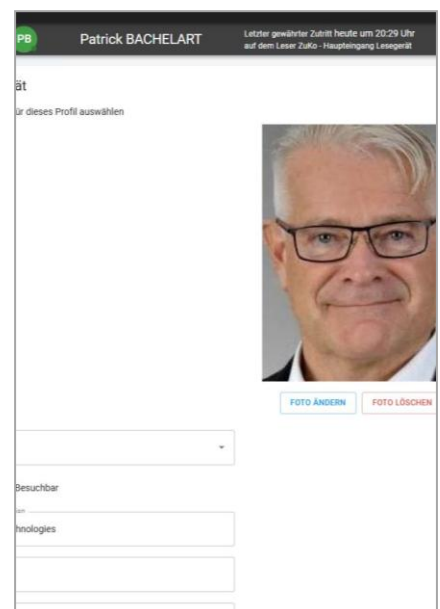 PB
Patrick BACHELART
Letzter gewährter Zutritt heute um 20:29 Uhr
auf dem Leser ZuKo - Haupteingang Lesegerät
ät
ür dieses Profil auswählen
FOTO ÄNDERN
FOTO LÖSCHEN
Besuchbar
hnologies